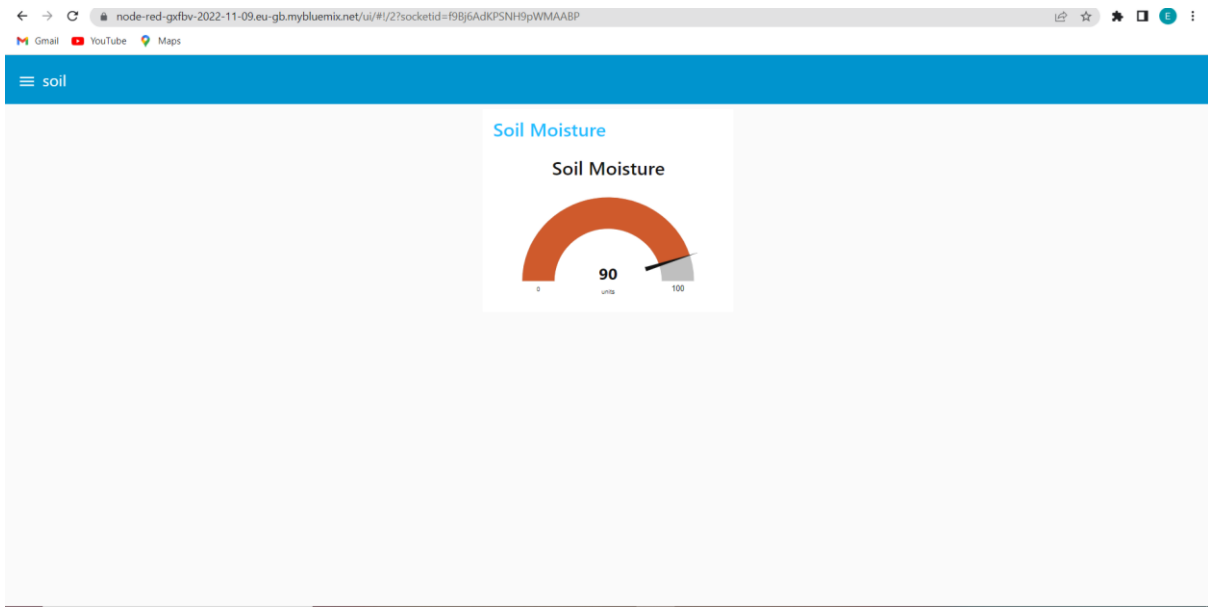 node-red-gxfbv-2022-11-09.eu-gb.mybluemix.net/ui/#!/2?socketid=f9Bj6AdKPSNH9pWMAABP
E
Gmail YouTube Maps
soil
Soil Moisture
Soil Moisture
90
0 units 100